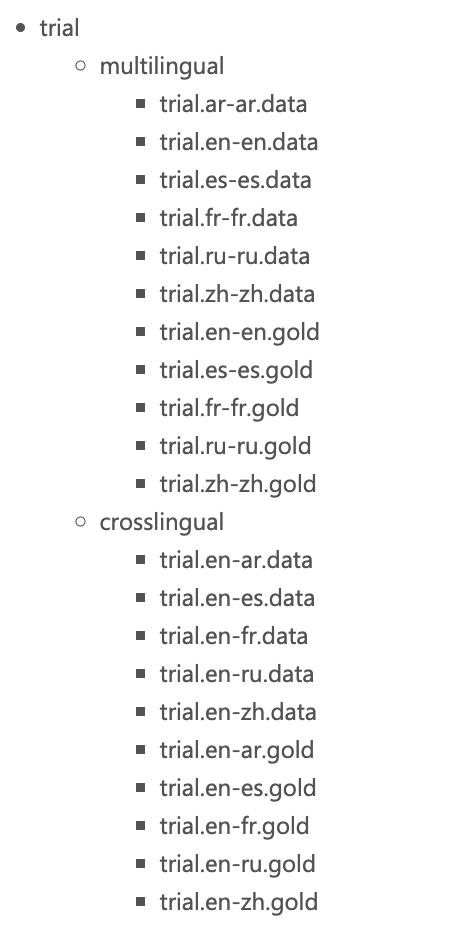 trial
multilingual
trial.ar-ar.data
trial.en-en.data
trial.es-es.data
trial.fr-fr.data
trial.ru-ru.data
trial.zh-zh.data
trial.en-en.gold
trial.es-es.gold
trial.fr-fr.gold
trial.ru-ru.gold
trial.zh-zh.gold
crosslingual
trial.en-ar.data
trial.en-es.data
trial.en-fr.data
trial.en-ru.data
trial.en-zh.data
trial.en-ar.gold
trial.en-es.gold
trial.en-fr.gold
trial.en-ru.gold
trial.en-zh.gold